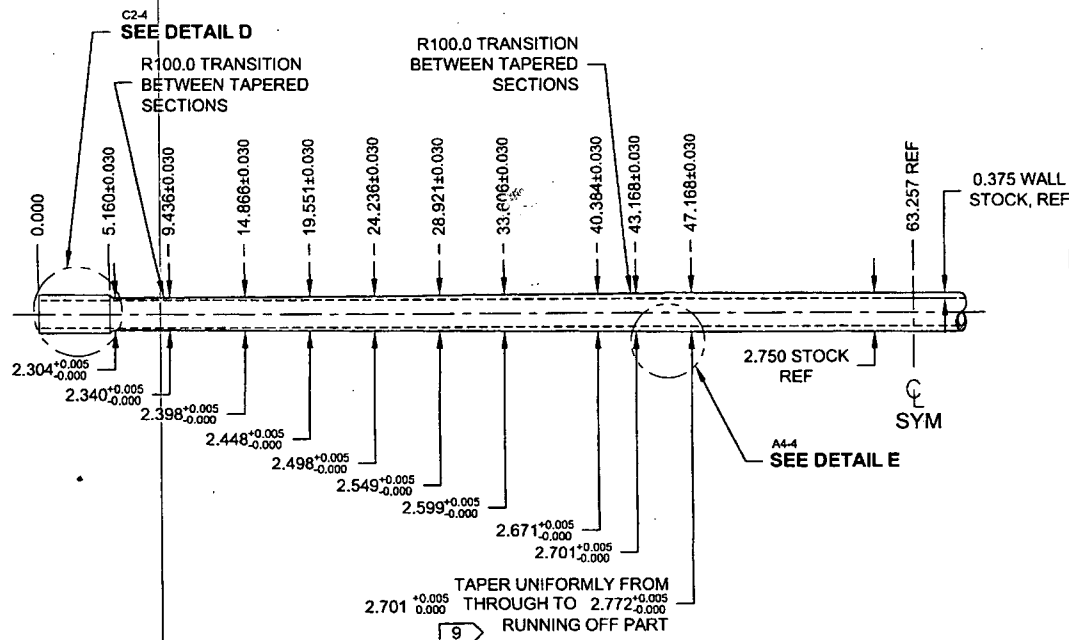 C2-4
SEE DETAIL D
R100.0 TRANSITION
BETWEEN TAPERED
SECTIONS
R100.0 TRANSITION
BETWEEN TAPERED
SECTIONS
0.000
5.160±0.030
9.436±0.030
14.866±0.030
19.551±0.030
24.236±0.030
28.921±0.030
33.606±0.030
40.384±0.030
43.168±0.030
47.168±0.030
63.257 REF
0.375 WALL
STOCK, REF
2.304 +0.005 -0.000
2.340 +0.005 -0.000
2.398 +0.005 -0.000
2.448 +0.005 -0.000
2.498 +0.005 -0.000
2.549 +0.005 -0.000
2.599 +0.005 -0.000
2.671 +0.005 -0.000
2.701 +0.005 -0.000
2.750 STOCK
REF
CL
SYM
A4-4
SEE DETAIL E
TAPER UNIFORMLY FROM
2.701 +0.005 0.000 THROUGH TO 2.772 +0.005 -0.000
RUNNING OFF PART
9